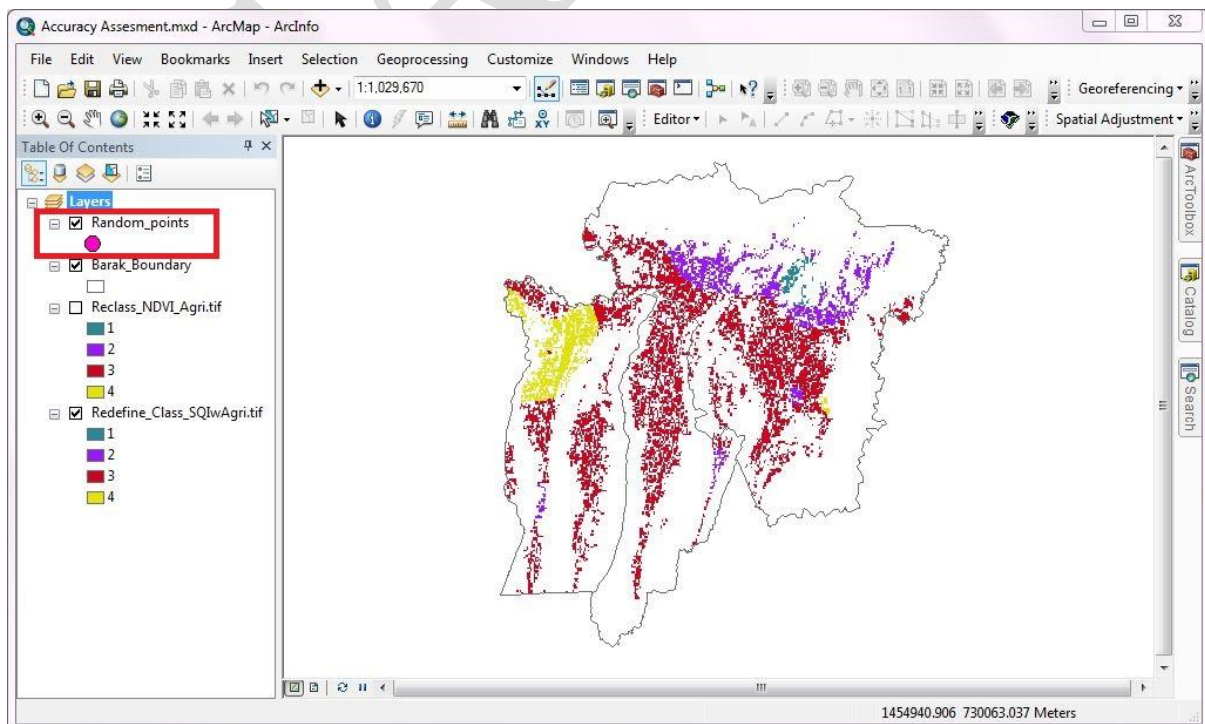 Accuracy Assesment.mxd - ArcMap - ArcInfo
File Edit View Bookmarks Insert Selection Geoprocessing Customize Windows Help
1:1,029,670
Georeferencing
Editor
Spatial Adjustment
Table Of Contents
Layers
Random_points
Barak_Boundary
Reclass_NDVI_Agri.tif
1
2
3
4
Redefine_Class_SQIwAgri.tif
1
2
3
4
ArcToolbox
Catalog
Search
1454940.906 730063.037 Meters